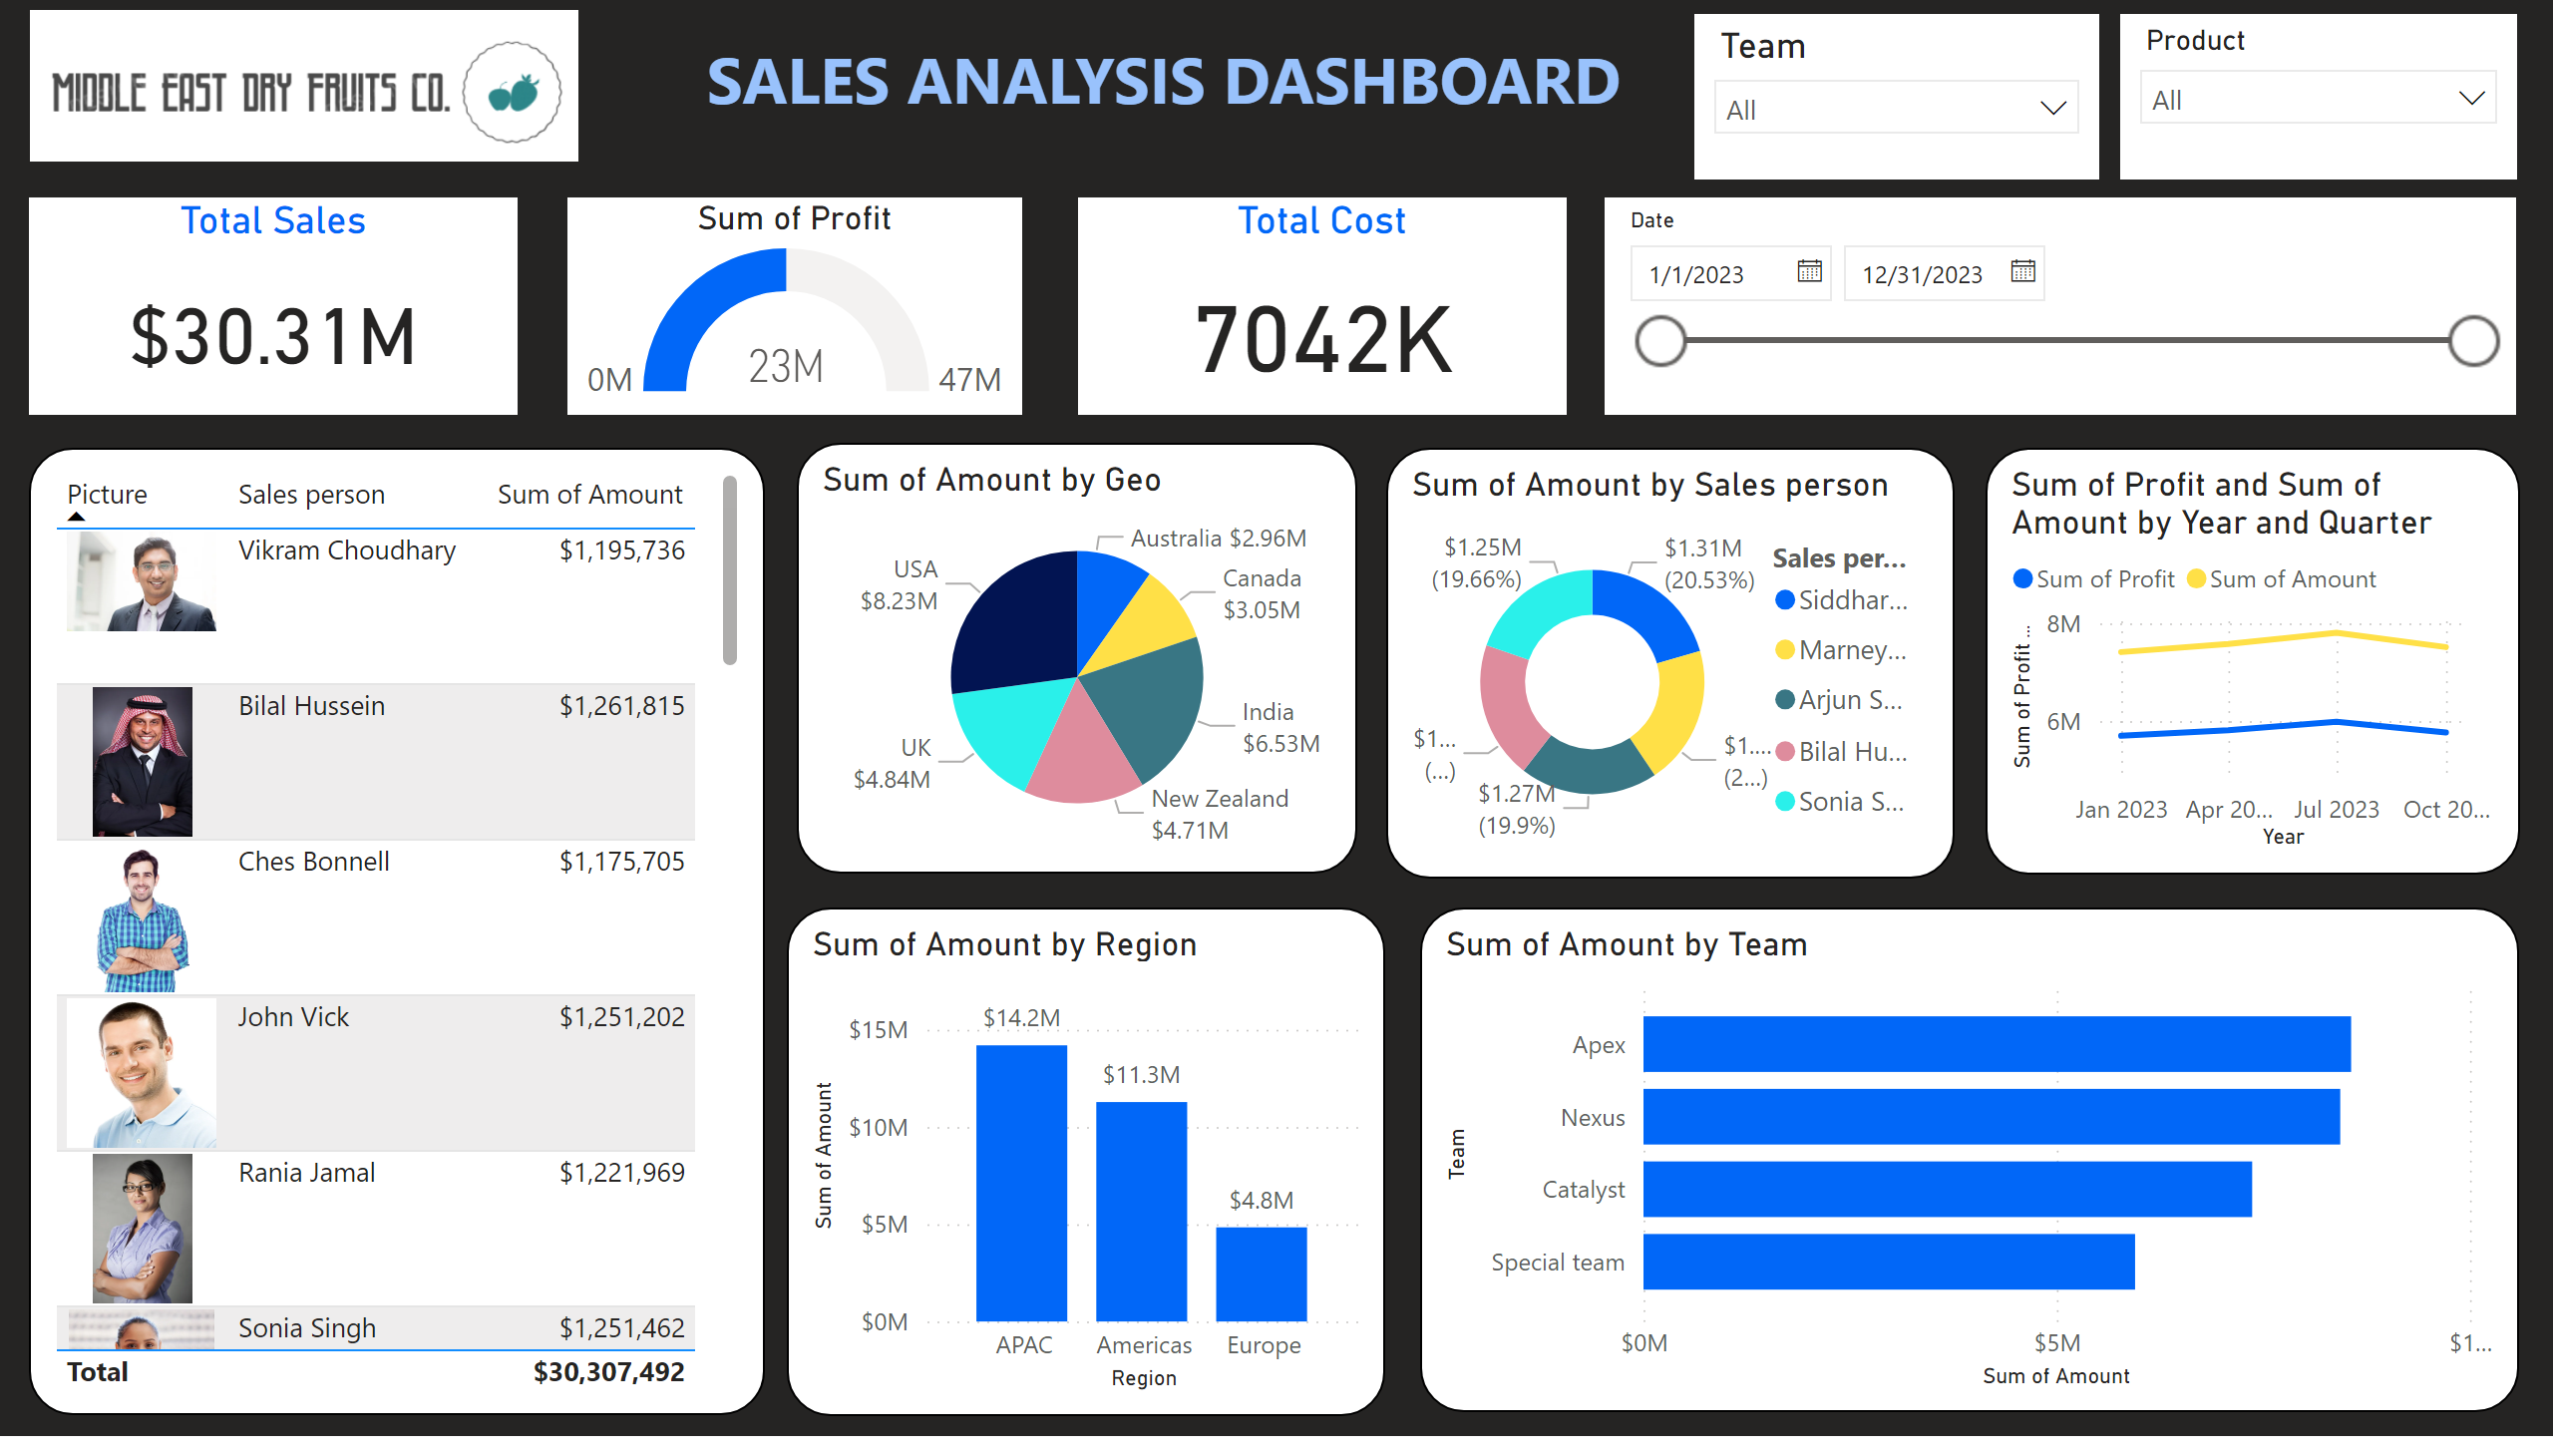 MIDDLE EAST DRY FRUITS CO.
SALES ANALYSIS DASHBOARD
Team
All
Product
All
Total Sales
$30.31M
Sum of Profit
0M
23M
47M
Total Cost
7042K
Date
1/1/2023
12/31/2023
Picture Sales person Sum of Amount
Vikram Choudhary $1,195,736
Bilal Hussein $1,261,815
Ches Bonnell $1,175,705
John Vick $1,251,202
Rania Jamal $1,221,969
Sonia Singh $1,251,462
Total $30,307,492
Sum of Amount by Geo
Australia $2.96M
Canada
$3.05M
India
$6.53M
New Zealand
$4.71M
UK
$4.84M
USA
$8.23M
Sum of Amount by Sales person
$1.31M
(20.53%)
$1....
(2...)
$1.27M
(19.9%)
$1...
(...)
$1.25M
(19.66%)
Sales per...
Siddhar...
Marney...
Arjun S...
Bilal Hu...
Sonia S...
Sum of Profit and Sum of
Amount by Year and Quarter
Sum of Profit Sum of Amount
Sum of Profit ...
8M
6M
Jan 2023 Apr 20... Jul 2023 Oct 20...
Year
Sum of Amount by Region
Sum of Amount
$15M
$10M
$5M
$0M
$14.2M
$11.3M
$4.8M
APAC Americas Europe
Region
Sum of Amount by Team
Team
Apex
Nexus
Catalyst
Special team
$0M $5M $1...
Sum of Amount